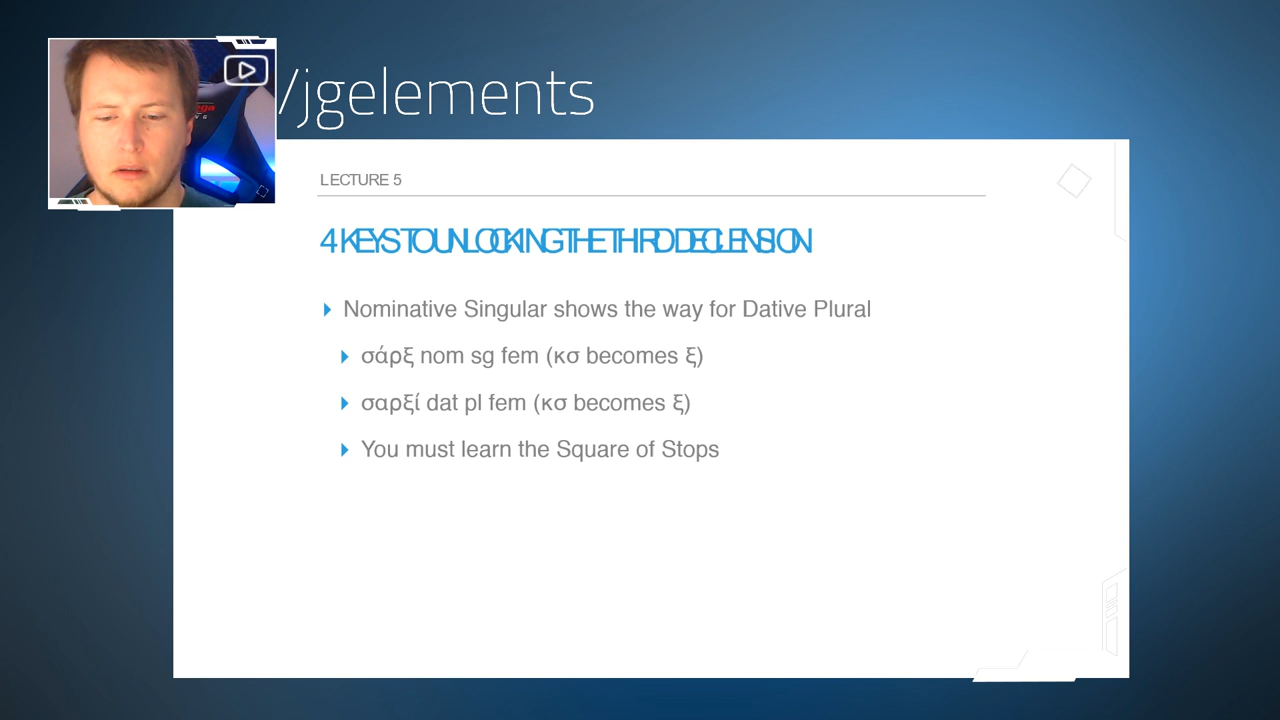 /jgelements
LECTURE 5
4 KEYS TO UNLOCKING THE THIRD DECLENSION
Nominative Singular shows the way for Dative Plural
σάρξ nom sg fem (κσ becomes ξ)
σαρξί dat pl fem (κσ becomes ξ)
You must learn the Square of Stops